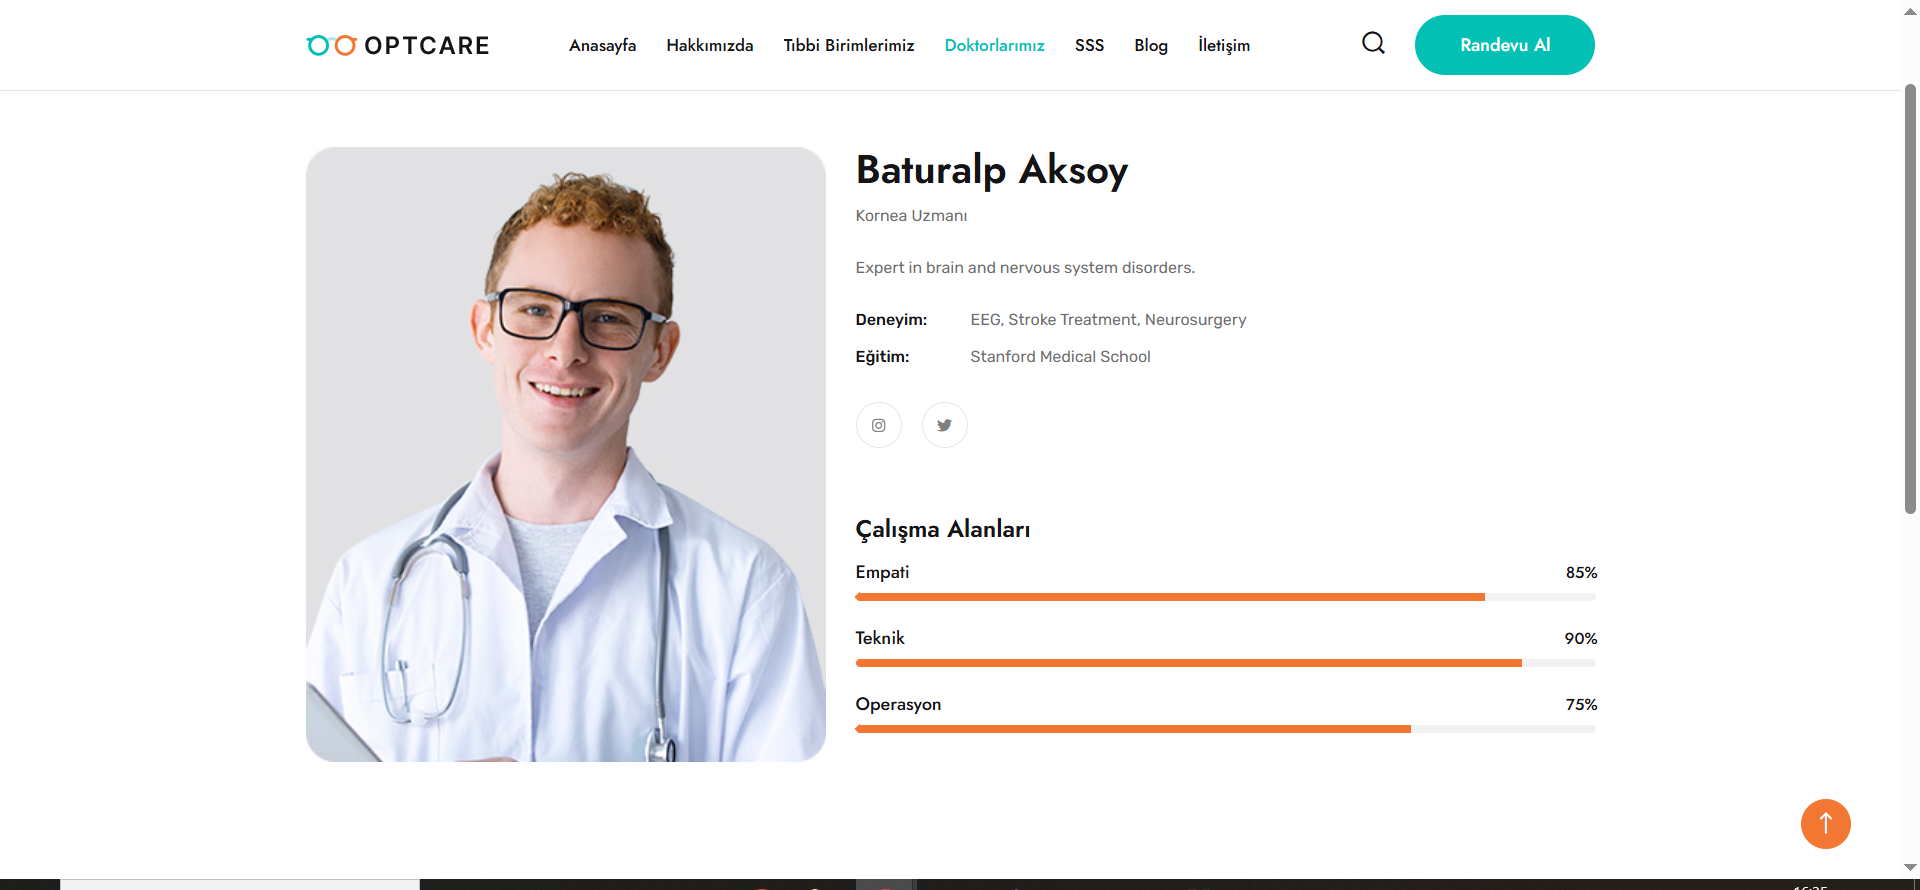 OPTCARE
Anasayfa Hakkımızda Tıbbi Birimlerimiz Doktorlarımız SSS Blog İletişim
Randevu Al
Baturalp Aksoy
Kornea Uzmanı
Expert in brain and nervous system disorders.
Deneyim: EEG, Stroke Treatment, Neurosurgery
Eğitim: Stanford Medical School
Çalışma Alanları
Empati 85%
Teknik 90%
Operasyon 75%